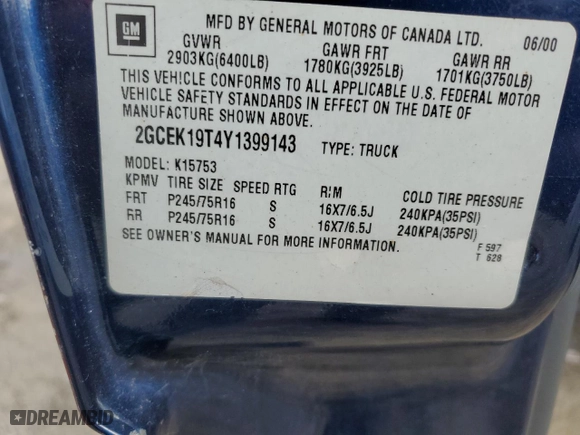 GM
MFD BY GENERAL MOTORS OF CANADA LTD. 06/00
GVWR GAWR FRT GAWR RR
2903KG(6400LB) 1780KG(3925LB) 1701KG(3750LB)
THIS VEHICLE CONFORMS TO ALL APPLICABLE U.S. FEDERAL MOTOR
VEHICLE SAFETY STANDARDS IN EFFECT ON THE DATE OF
MANUFACTURE SHOWN ABOVE.
2GCEK19T4Y1399143 TYPE: TRUCK
MODEL: K15753
KPMV TIRE SIZE SPEED RTG RIM COLD TIRE PRESSURE
FRT P245/75R16 S 16X7/6.5J 240KPA(35PSI)
RR P245/75R16 S 16X7/6.5J 240KPA(35PSI)
SEE OWNER'S MANUAL FOR MORE INFORMATION.
F 597
T 628
DREAMBID